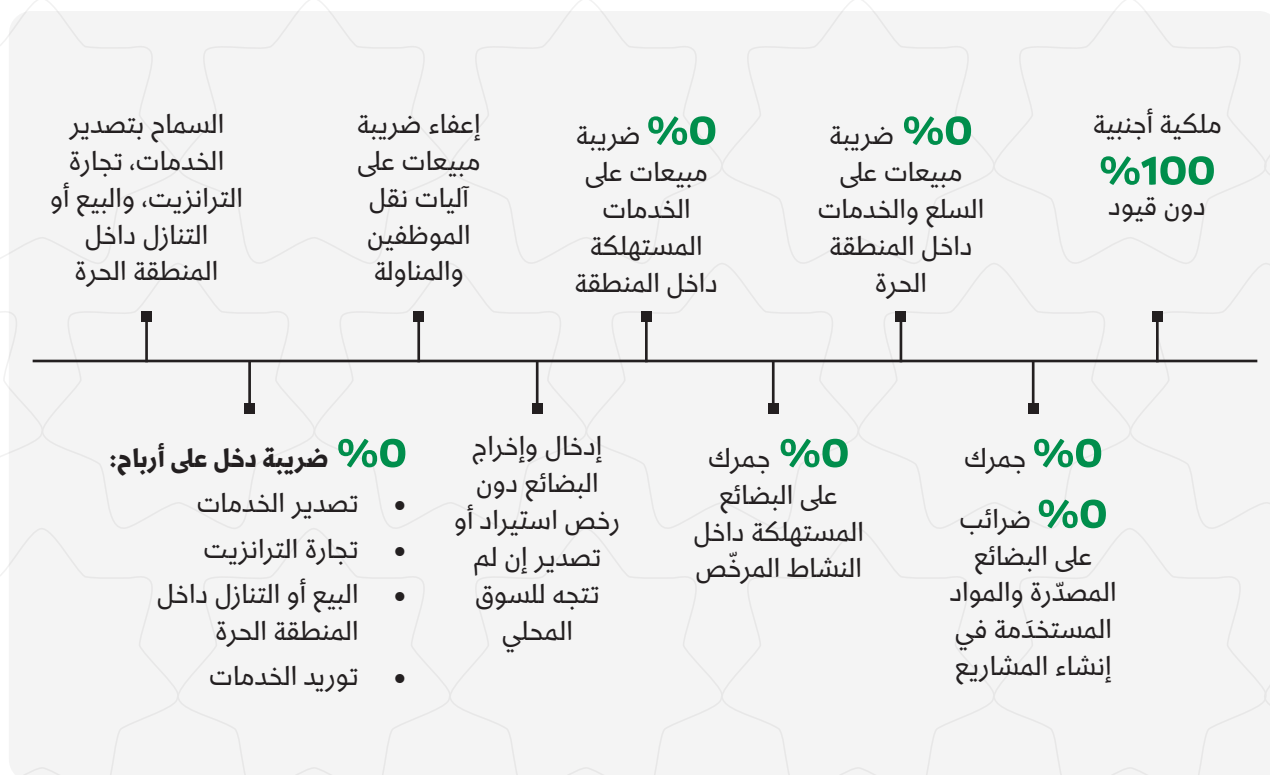 ملكية أجنبية
%100
دون قيود
%0 ضريبة
مبيعات على
السلع والخدمات
داخل المنطقة
الحرة
%0 ضريبة
مبيعات على
الخدمات
المستهلكة
داخل المنطقة
إعفاء ضريبة
مبيعات على
آليات نقل
الموظفين
والمناولة
السماح بتصدير
الخدمات، تجارة
الترانزيت، والبيع أو
التنازل داخل
المنطقة الحرة
%0 جمرك
%0 ضرائب
على البضائع
المصدّرة والمواد
المستخدَمة في
إنشاء المشاريع
%0 جمرك
على البضائع
المستهلكة داخل
النشاط المرخّص
إدخال وإخراج
البضائع دون
رخص استيراد أو
تصدير إن لم
تتجه للسوق
المحلي
%0 ضريبة دخل على أرباح:
• تصدير الخدمات
• تجارة الترانزيت
• البيع أو التنازل داخل
المنطقة الحرة
• توريد الخدمات